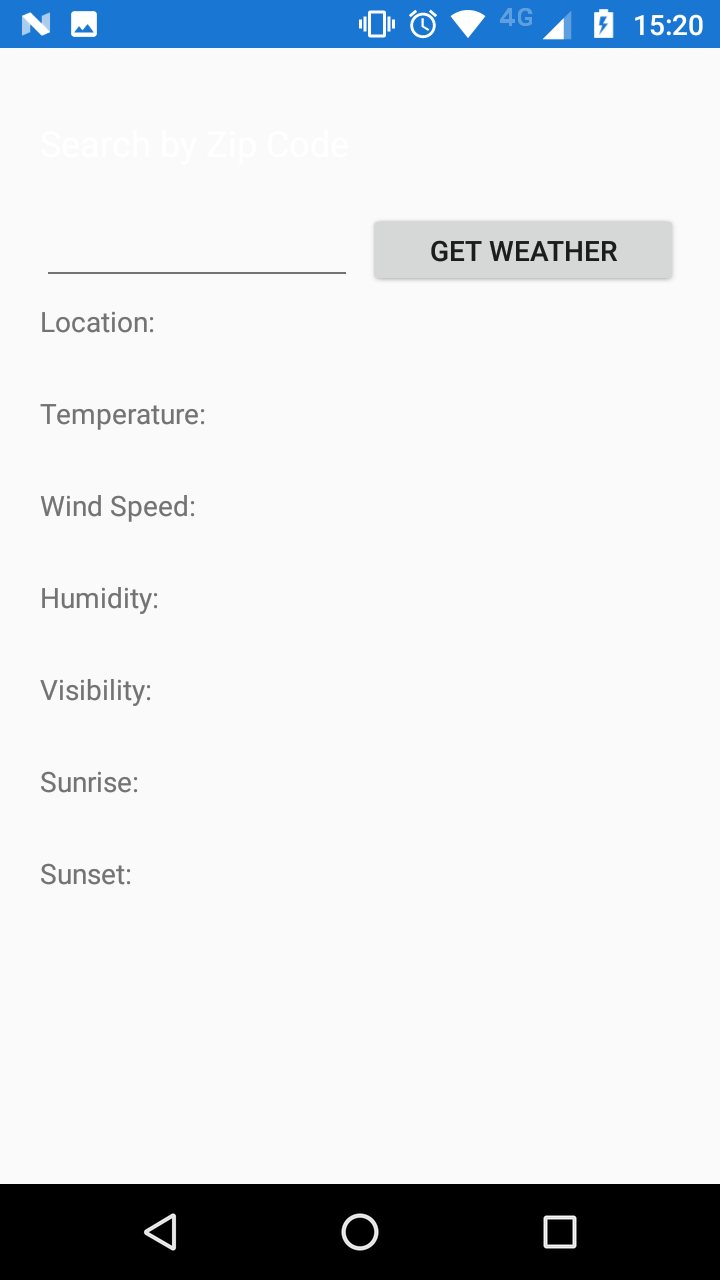 4G 15:20
Search by Zip Code
GET WEATHER
Location:
Temperature:
Wind Speed:
Humidity:
Visibility:
Sunrise:
Sunset: